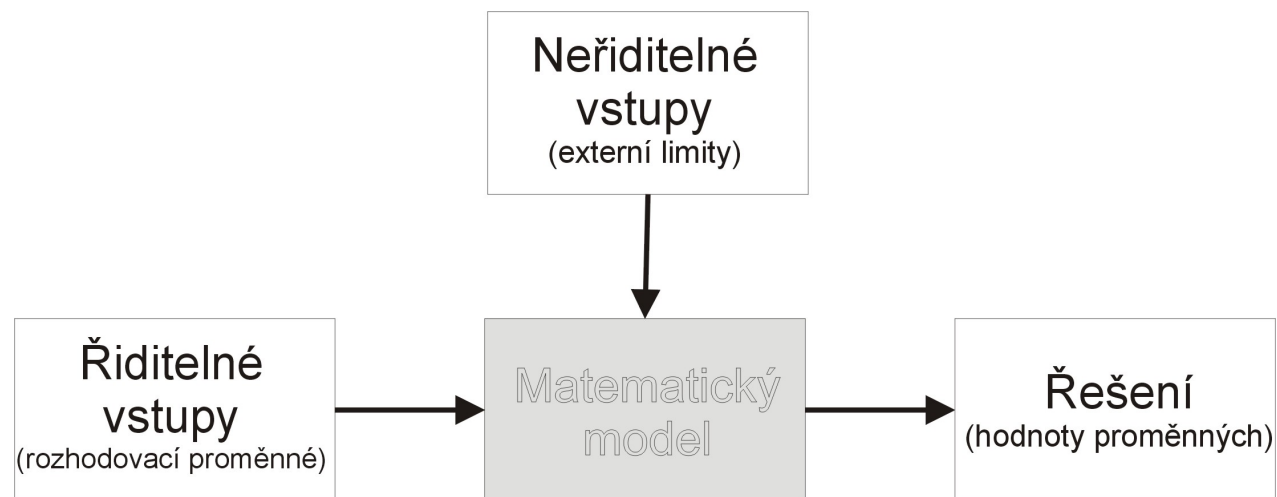 Neřiditelné
vstupy
(externí limity)
Řiditelné
vstupy
(rozhodovací proměnné)
Matematický
model
Řešení
(hodnoty proměnných)